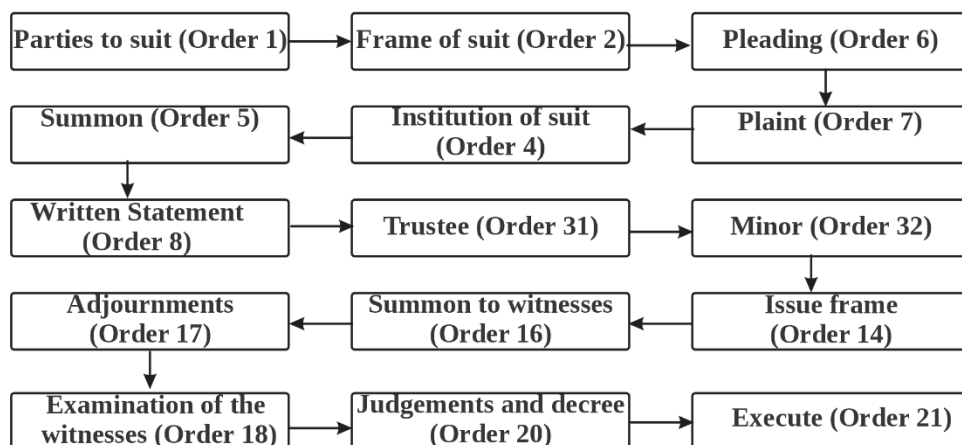 Parties to suit (Order 1)
Frame of suit (Order 2)
Pleading (Order 6)
Plaint (Order 7)
Institution of suit
(Order 4)
Summon (Order 5)
Written Statement
(Order 8)
Trustee (Order 31)
Minor (Order 32)
Issue frame
(Order 14)
Summon to witnesses
(Order 16)
Adjournments
(Order 17)
Examination of the
witnesses (Order 18)
Judgements and decree
(Order 20)
Execute (Order 21)